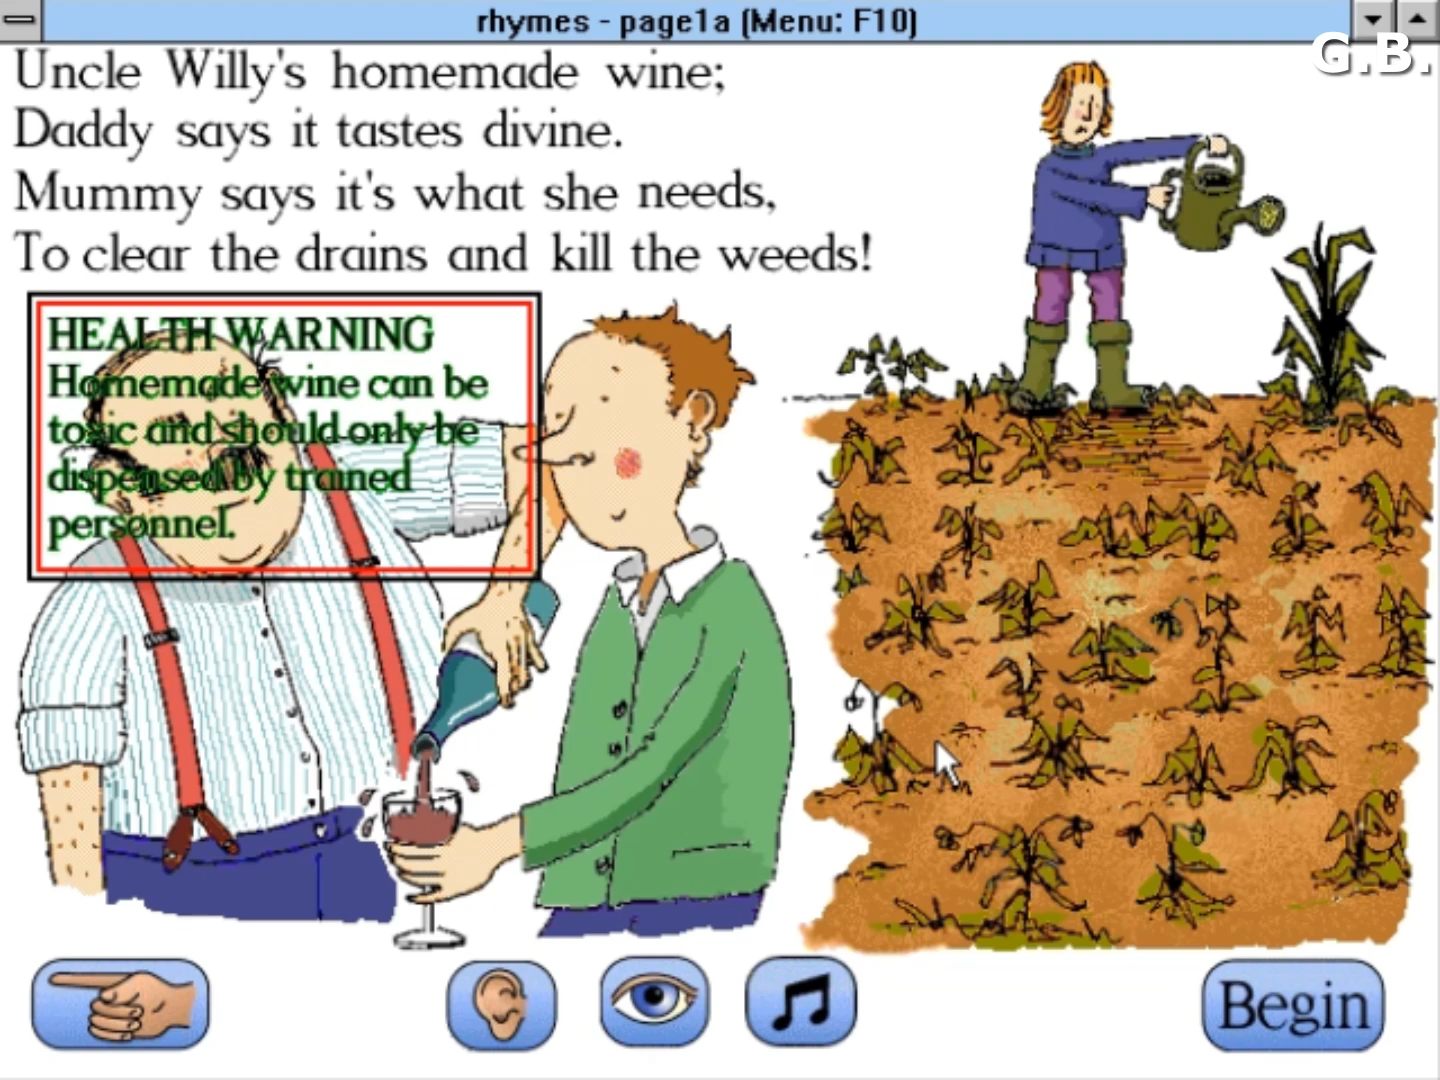 rhymes - page1a (Menu: F10)
G.B.
Uncle Willy's homemade wine;
Daddy says it tastes divine.
Mummy says it's what she needs,
To clear the drains and kill the weeds!
HEALTH WARNING
Homemade wine can be
toxic and should only be
dispensed by trained
personnel.
Begin